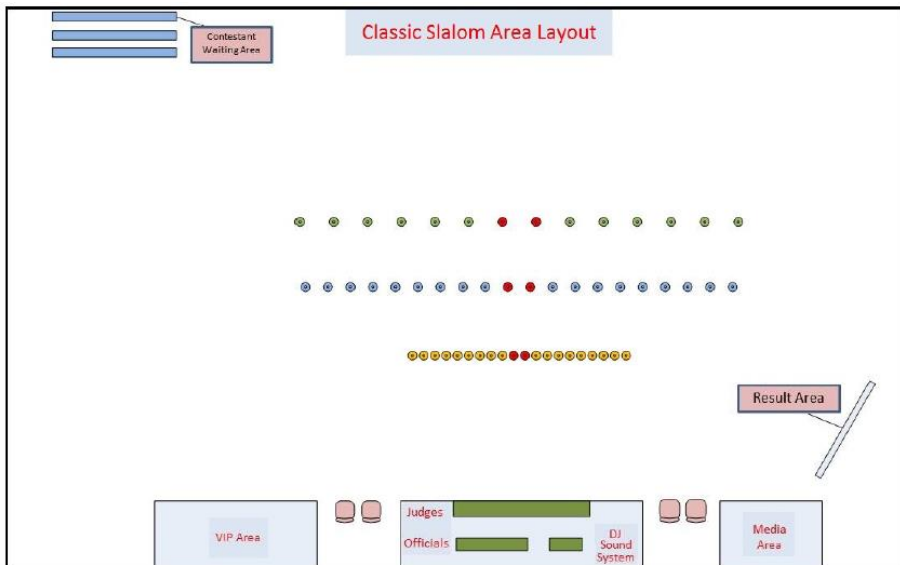 Classic Slalom Area Layout
Contestant
Waiting Area
Result Area
VIP Area
Judges
Officials
DJ
Sound
System
Media
Area